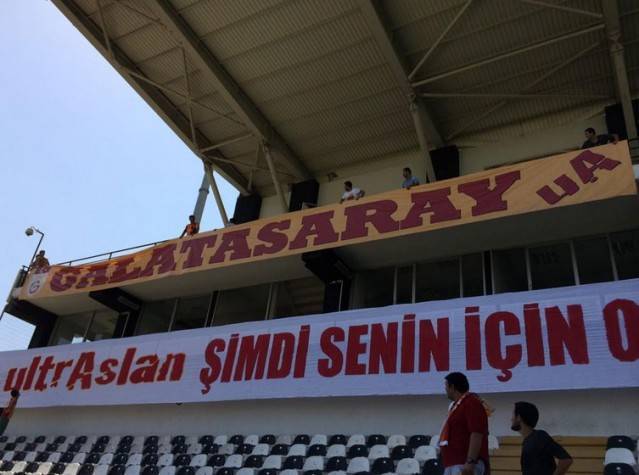 GALATASARAY uA
ultrAslan ŞİMDİ SENİN İÇİN